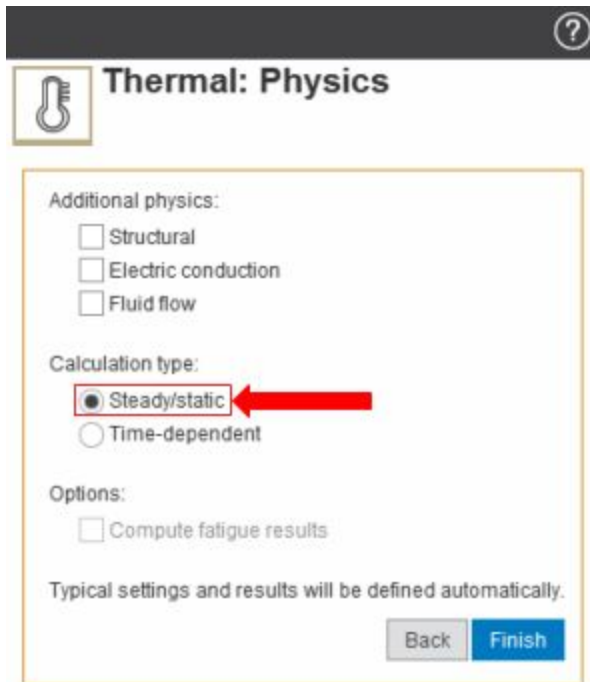 Thermal: Physics
Additional physics:
Structural
Electric conduction
Fluid flow
Calculation type:
Steady/static
Time-dependent
Options:
Compute fatigue results
Typical settings and results will be defined automatically.
Back Finish